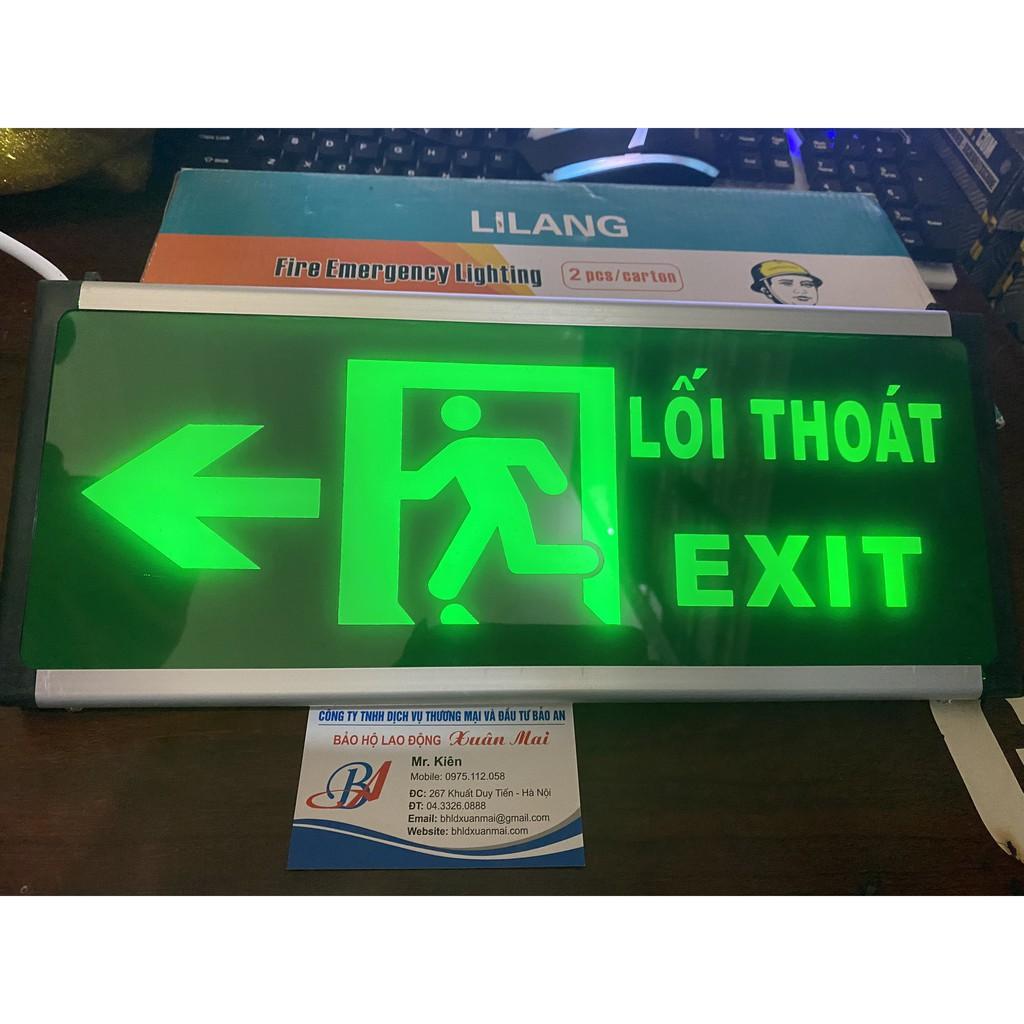 LILANG
Fire Emergency Lighting 2 pcs/carton
LỐI THOÁT
EXIT
CÔNG TY TNHH DỊCH VỤ THƯƠNG MẠI VÀ ĐẦU TƯ BẢO AN
BẢO HỘ LAO ĐỘNG Xuân Mai
BA
Mr. Kiên
Mobile: 0975.112.058
ĐC: 267 Khuất Duy Tiến - Hà Nội
ĐT: 04.3326.0888
Email: bhldxuanmai@gmail.com
Website: bhldxuanmai.com